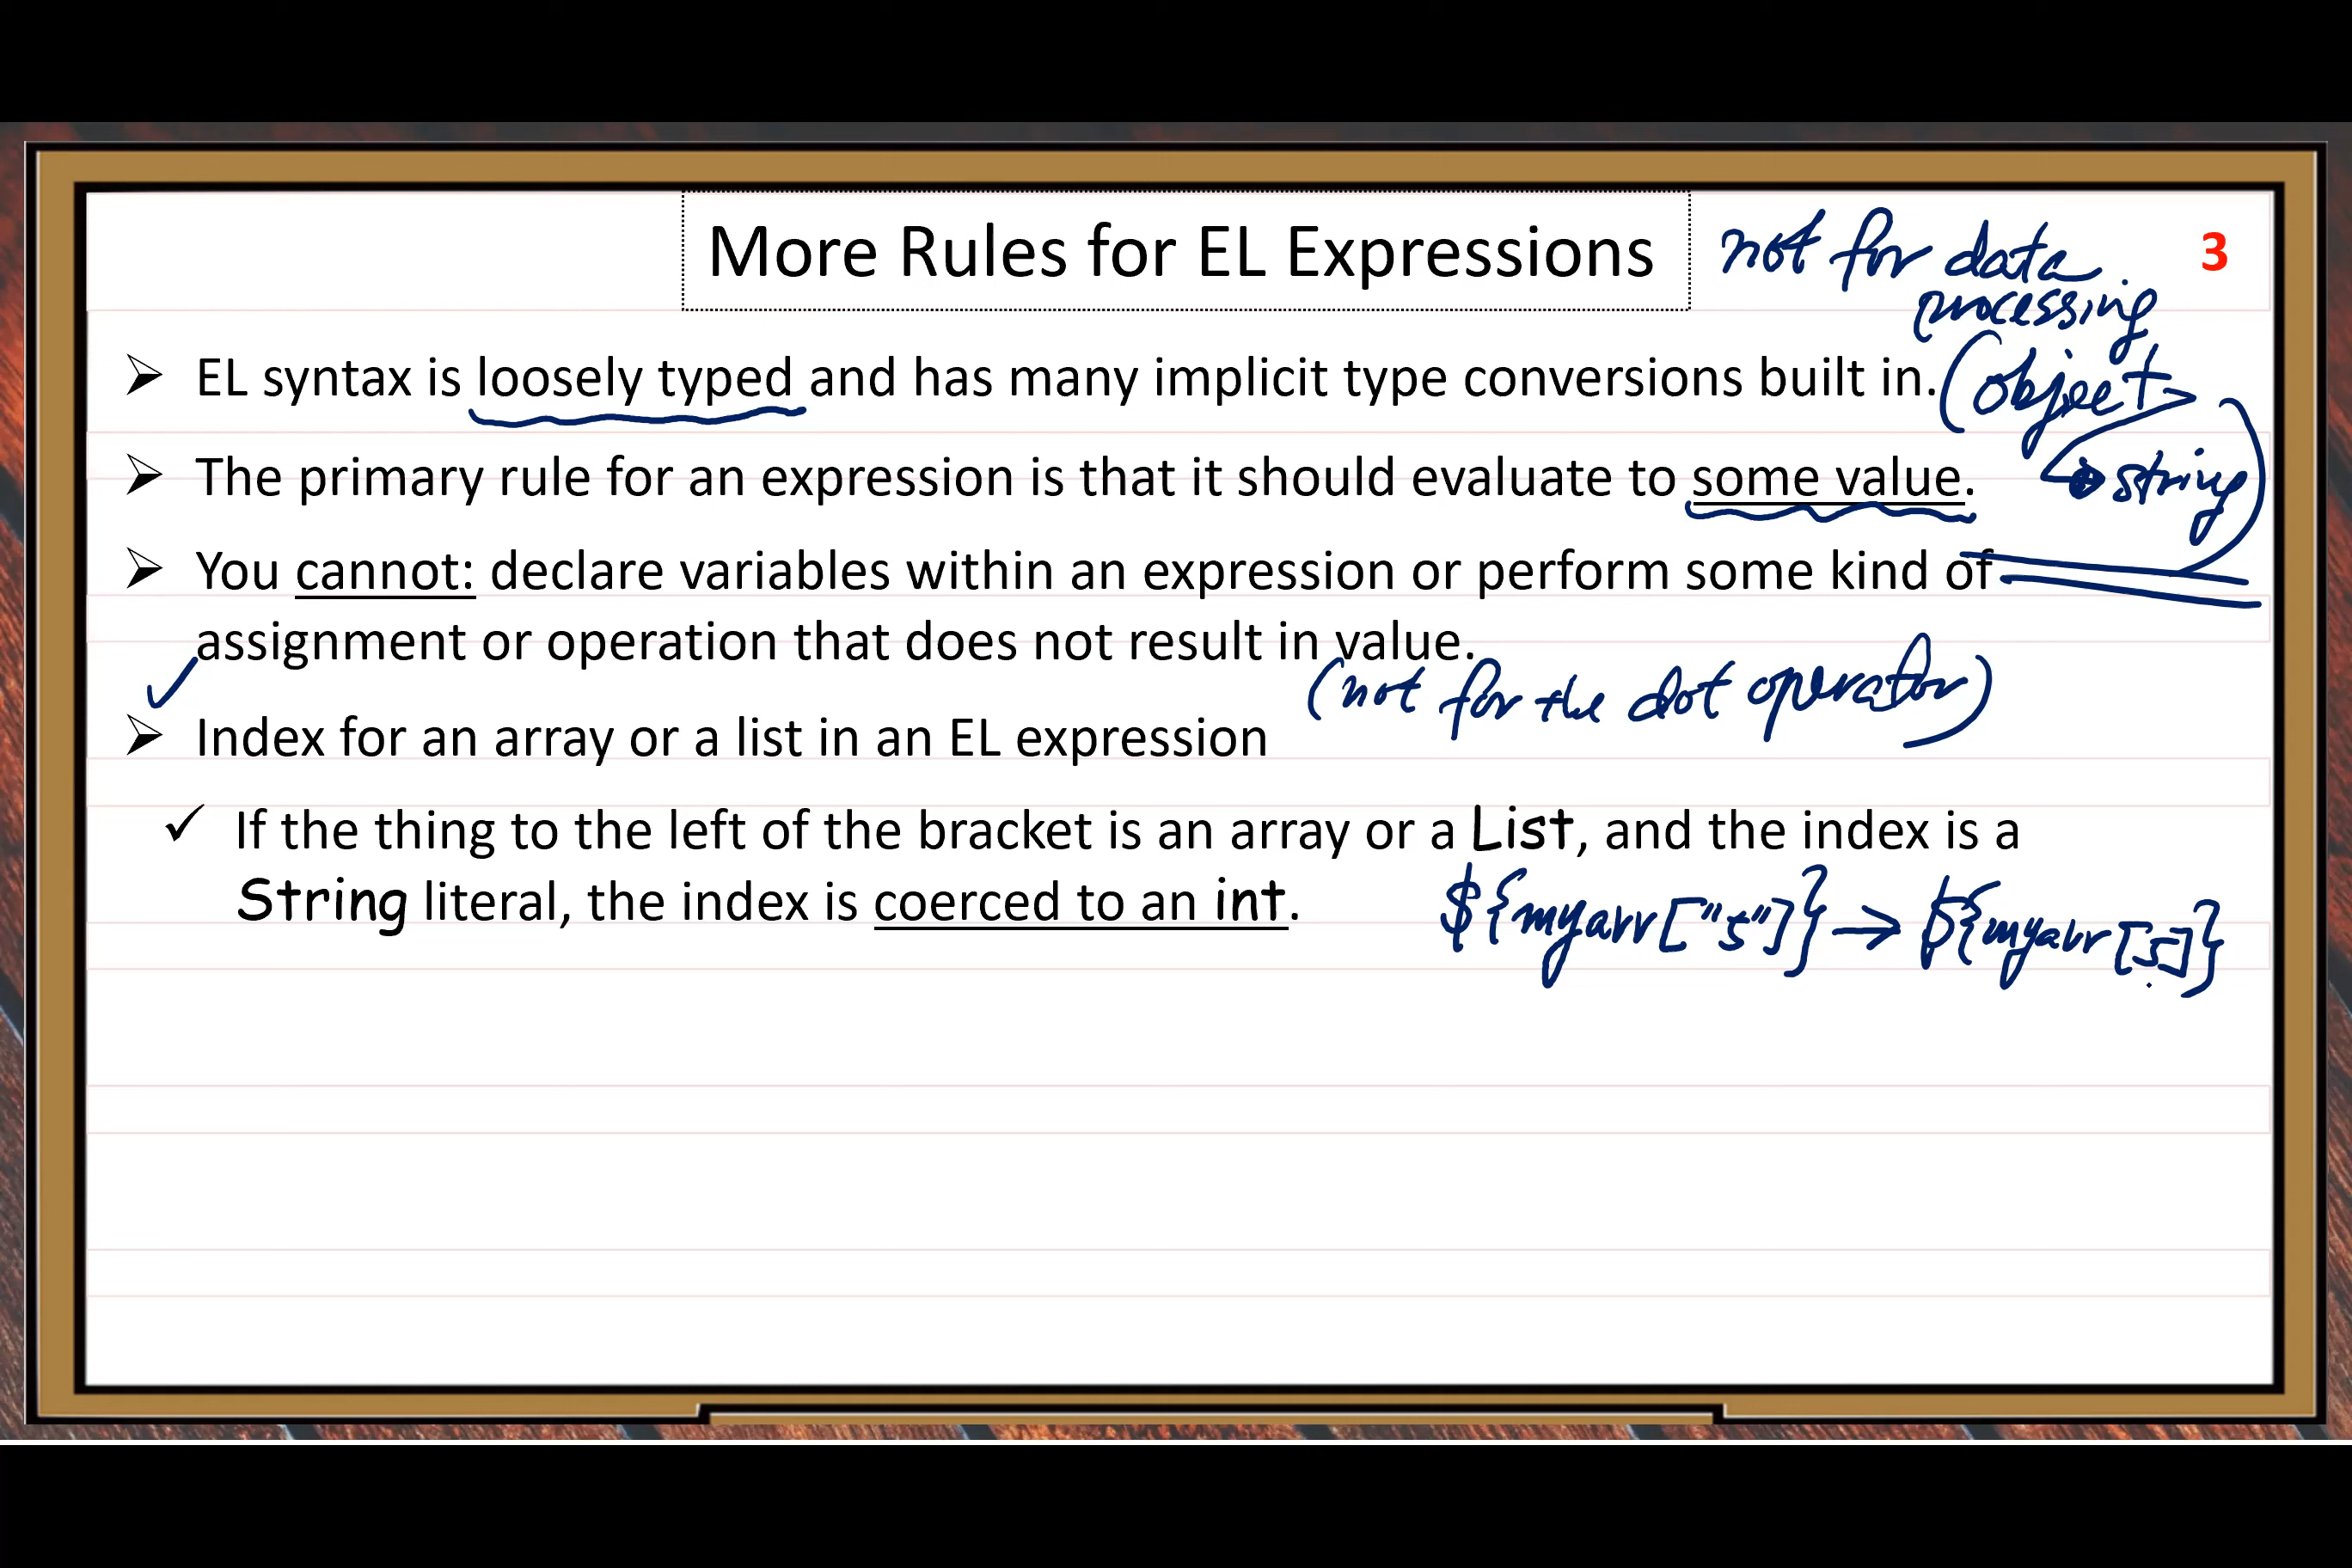 More Rules for EL Expressions
not for data
processing
3
➢ EL syntax is loosely typed and has many implicit type conversions built in.
(object
→ string)
➢ The primary rule for an expression is that it should evaluate to some value.
➢ You cannot: declare variables within an expression or perform some kind of
assignment or operation that does not result in value.
(not for the dot operator)
➢ Index for an array or a list in an EL expression
✓ If the thing to the left of the bracket is an array or a List, and the index is a
String literal, the index is coerced to an int.
${myarr["5"]} → ${myarr[5]}